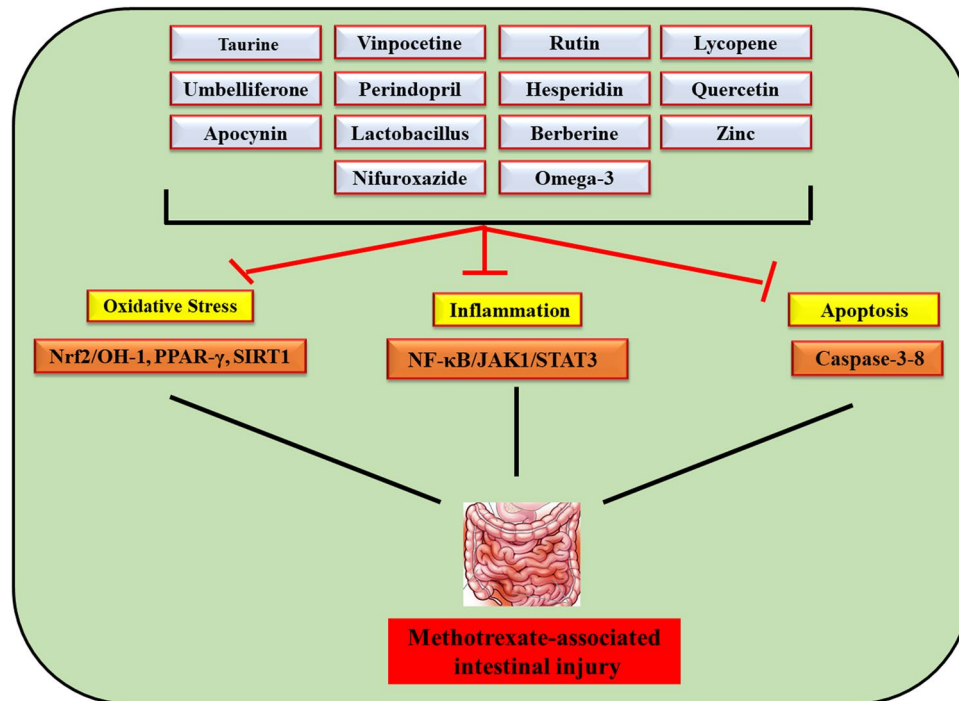 Taurine
Vinpocetine
Rutin
Lycopene
Umbelliferone
Perindopril
Hesperidin
Quercetin
Apocynin
Lactobacillus
Berberine
Zinc
Nifuroxazide
Omega-3
Oxidative Stress
Inflammation
Apoptosis
Nrf2/OH-1, PPAR-γ, SIRT1
NF-κB/JAK1/STAT3
Caspase-3-8
Methotrexate-associated
intestinal injury